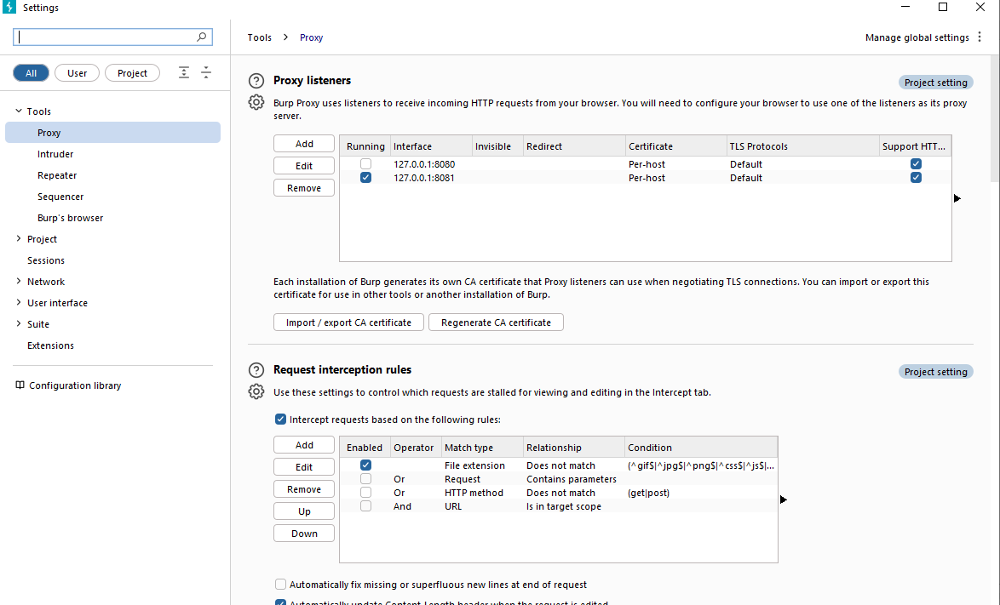 Settings
Tools > Proxy
Manage global settings
All
User
Project
Tools
Proxy
Intruder
Repeater
Sequencer
Burp's browser
Project
Sessions
Network
User interface
Suite
Extensions
Configuration library
Proxy listeners
Project setting
Burp Proxy uses listeners to receive incoming HTTP requests from your browser. You will need to configure your browser to use one of the listeners as its proxy
server.
Add
Edit
Remove
Running Interface Invisible Redirect Certificate TLS Protocols Support HTT...
127.0.0.1:8080 Per-host Default
127.0.0.1:8081 Per-host Default
Each installation of Burp generates its own CA certificate that Proxy listeners can use when negotiating TLS connections. You can import or export this
certificate for use in other tools or another installation of Burp.
Import / export CA certificate
Regenerate CA certificate
Request interception rules
Project setting
Use these settings to control which requests are stalled for viewing and editing in the Intercept tab.
Intercept requests based on the following rules:
Add
Edit
Remove
Up
Down
Enabled Operator Match type Relationship Condition
File extension Does not match (^gif$|^jpg$|^png$|^css$|^js$|...
Or Request Contains parameters
Or HTTP method Does not match (get|post)
And URL Is in target scope
Automatically fix missing or superfluous new lines at end of request
Automatically update Content-Length header when the request is edited